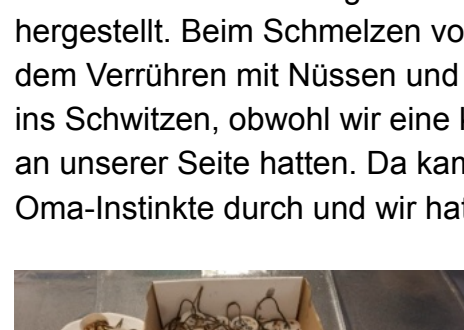 hergestellt. Beim Schmelzen vo
dem Verrühren mit Nüssen und
ins Schwitzen, obwohl wir eine
an unserer Seite hatten. Da kam
Oma-Instinkte durch und wir hat